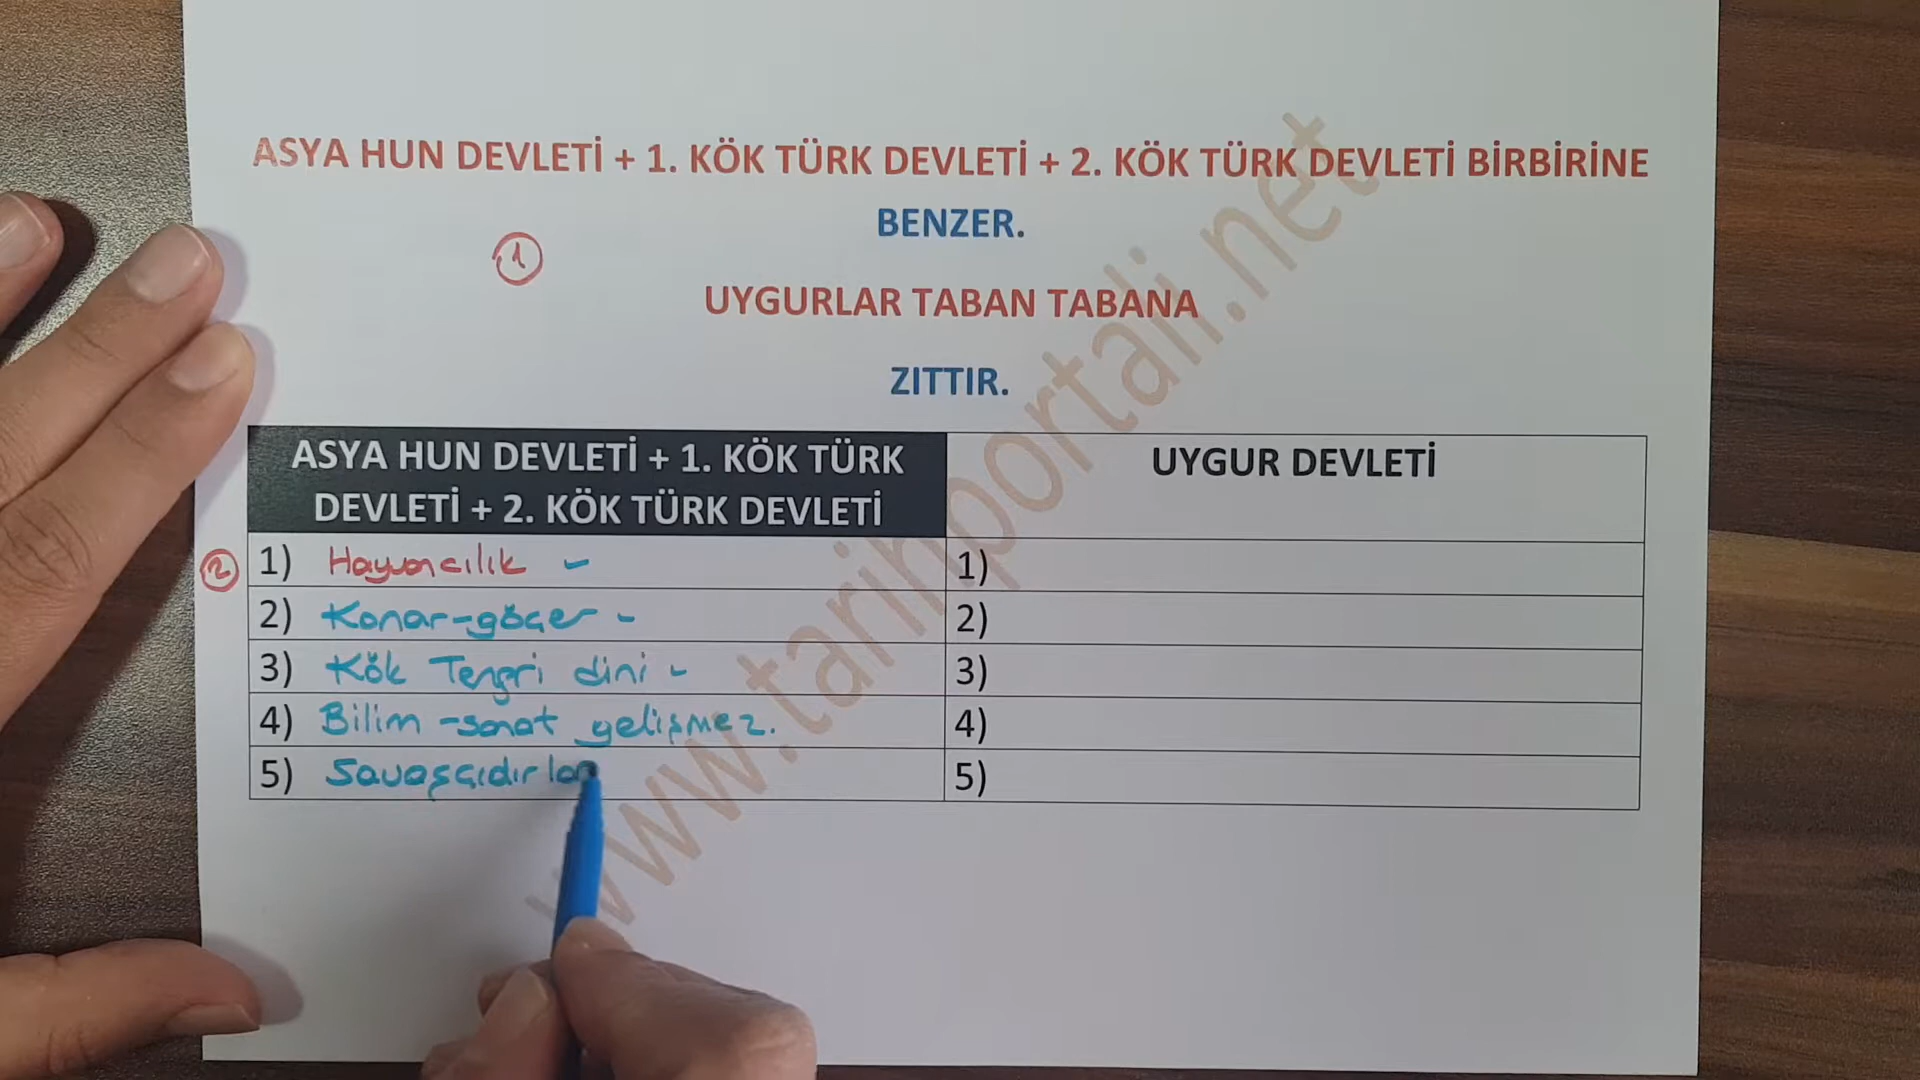 ASYA HUN DEVLETİ + 1. KÖK TÜRK DEVLETİ + 2. KÖK TÜRK DEVLETİ BİRBİRİNE
BENZER.
1
UYGURLAR TABAN TABANA
ZITTIR.
ASYA HUN DEVLETİ + 1. KÖK TÜRK
DEVLETİ + 2. KÖK TÜRK DEVLETİ
UYGUR DEVLETİ
2 1) Hayvancılık -
1)
2) Konar-göçer -
2)
3) Kök Tengri dini -
3)
4) Bilim-sanat gelişmez.
4)
5) Savaşçıdırlar
5)
www.tarihportali.net